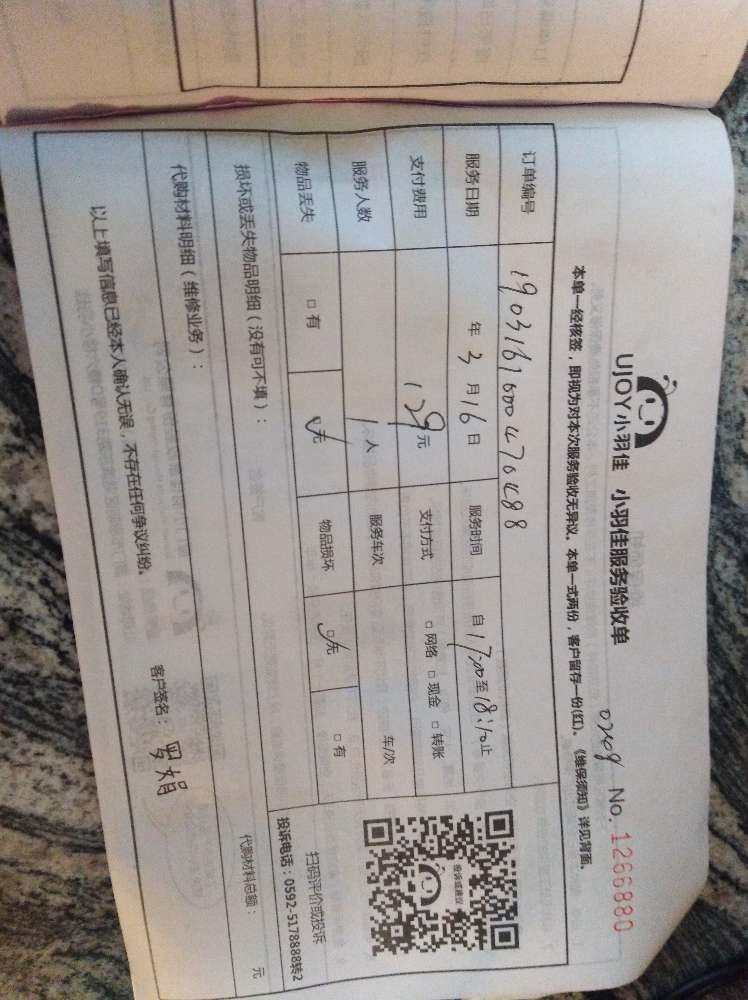 UJOY小羽佳 小羽佳服务验收单
No. 1266880
本单一经核签，即视为对本次服务验收无异议。本单一式两份，客户留存一份(红)。《维保须知》详见背面。
订单编号 1903161500470488
服务日期 年 3 月 16 日 服务时间 自 17:00 至 18:10 止
支付费用 129 元 支付方式 □ 网络 □ 现金 □ 转账
服务人数 1 人 服务车次 车/次
物品丢失 □ 有 □ 无 物品损坏 □ 无 □ 有
投诉或建议
扫码评价或投诉
投诉电话：0592-5178888转2
损坏或丢失物品明细（没有可不填）：
代购材料明细（维修业务）： 代购材料总额： 元
以上填写信息已经本人确认无误，不存在任何争议纠纷。
客户签名： 罗娟